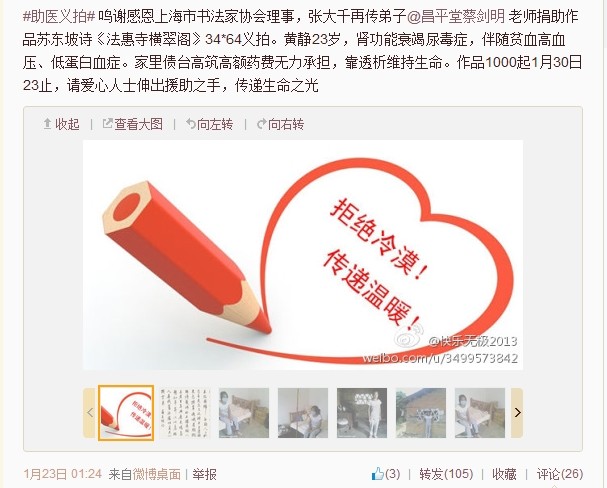 #助医义拍# 鸣谢感恩上海市书法家协会理事，张大千再传弟子@昌平堂蔡剑明 老师捐助作
品苏东坡诗《法惠寺横翠阁》34*64义拍。黄静23岁，肾功能衰竭尿毒症，伴随贫血高血
压、低蛋白血症。家里债台高筑高额药费无力承担，靠透析维持生命。作品1000起1月30日
23止，请爱心人士伸出援助之手，传递生命之光
收起 | 查看大图 | 向左转 | 向右转
拒绝冷漠！
传递温暖！
@快乐无极2013
weibo.com/u/3499573842
拒绝冷漠！
传递温暖！
1月23日 01:24 来自微博桌面 | 举报 (3) | 转发(105) | 收藏 | 评论(26)